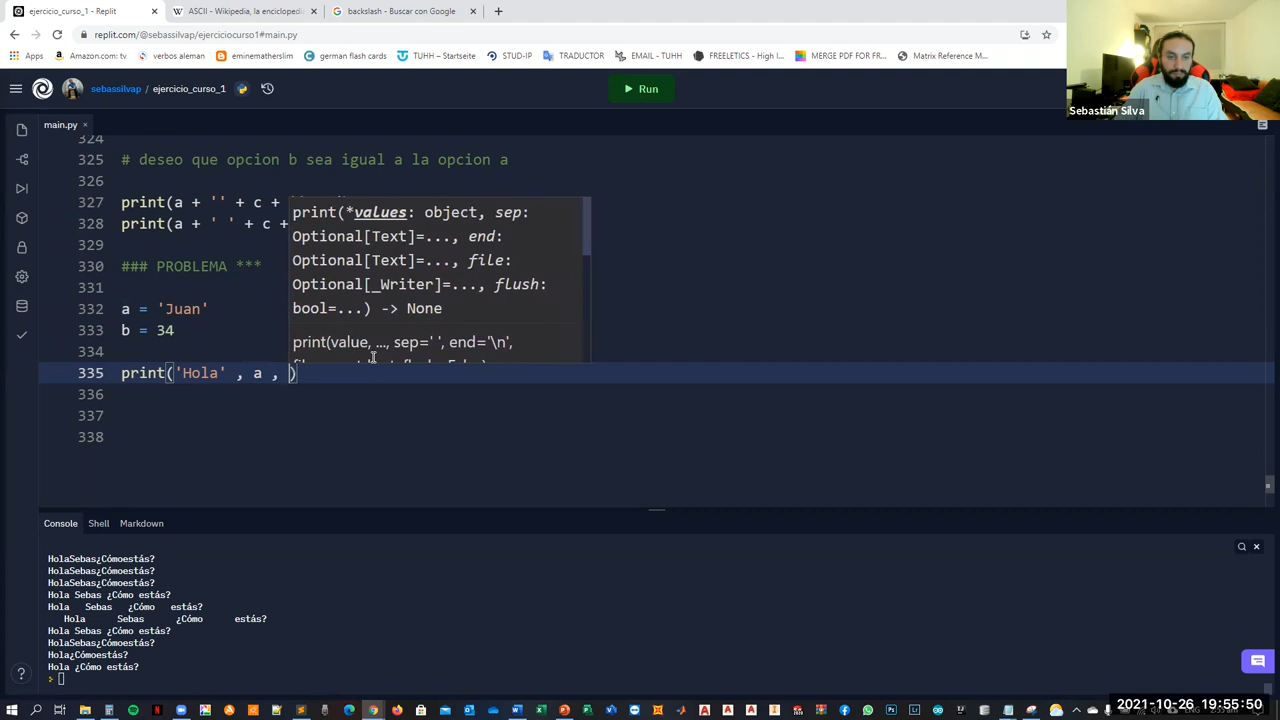 ejercicio_curso_1 - Replit
ASCII - Wikipedia, la enciclopedi
backslash - Buscar con Google
replit.com/@sebassilvap/ejerciciocurso1#main.py
Apps
Amazon.com: tv
verbos aleman
eminematherslim
german flash cards
TUHH – Startseite
STUD-IP
TRADUCTOR
EMAIL - TUHH
FREELETICS - High I...
MERGE PDF FOR FR...
Matrix Reference M...
sebassilvap / ejercicio_curso_1
Run
Sebastián Silva
main.py
324
325 # deseo que opcion b sea igual a la opcion a
326
327 print(a + '' + c +
328 print(a + ' ' + c +
329
330 ### PROBLEMA ***
331
332 a = 'Juan'
333 b = 34
334
335 print('Hola' , a , )
336
337
338
print(*values: object, sep:
Optional[Text]=..., end:
Optional[Text]=..., file:
Optional[_Writer]=..., flush:
bool=...) -> None
print(value, ..., sep=' ', end='\n',
Console Shell Markdown
HolaSebas¿Cómoestás?
HolaSebas¿Cómoestás?
HolaSebas¿Cómoestás?
Hola Sebas ¿Cómo estás?
Hola   Sebas   ¿Cómo   estás?
Hola      Sebas      ¿Cómo      estás?
Hola Sebas ¿Cómo estás?
HolaSebas¿Cómoestás?
Hola¿Cómoestás?
Hola ¿Cómo estás?
2021-10-26 19:55:50